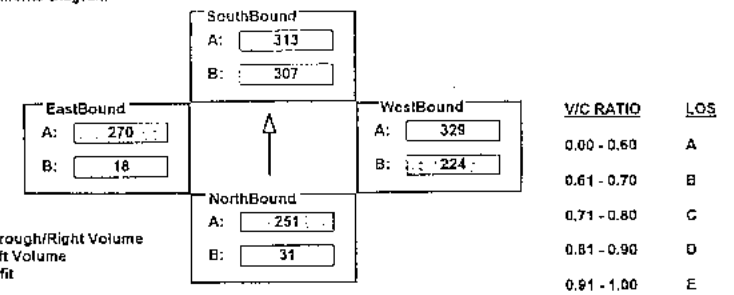 SouthBound
A: 313
B: 307
EastBound
A: 270
B: 18
WestBound
A: 329
B: 224
NorthBound
A: 251
B: 31
V/C RATIO LOS
0.00 - 0.60 A
0.61 - 0.70 B
0.71 - 0.80 C
0.81 - 0.90 D
0.91 - 1.00 E
rough/Right Volume
ft Volume
fit